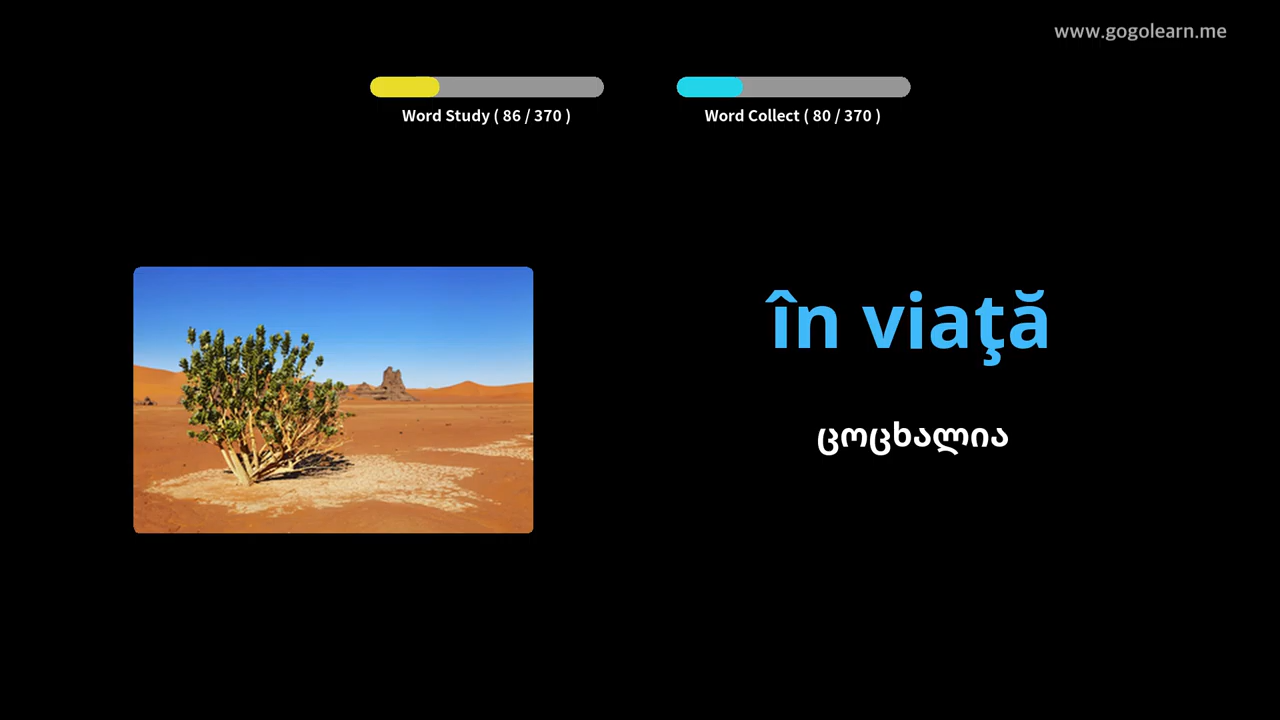 www.gogolearn.me
Word Study ( 86 / 370 )
Word Collect ( 80 / 370 )
în viaţă
ცოცხალია